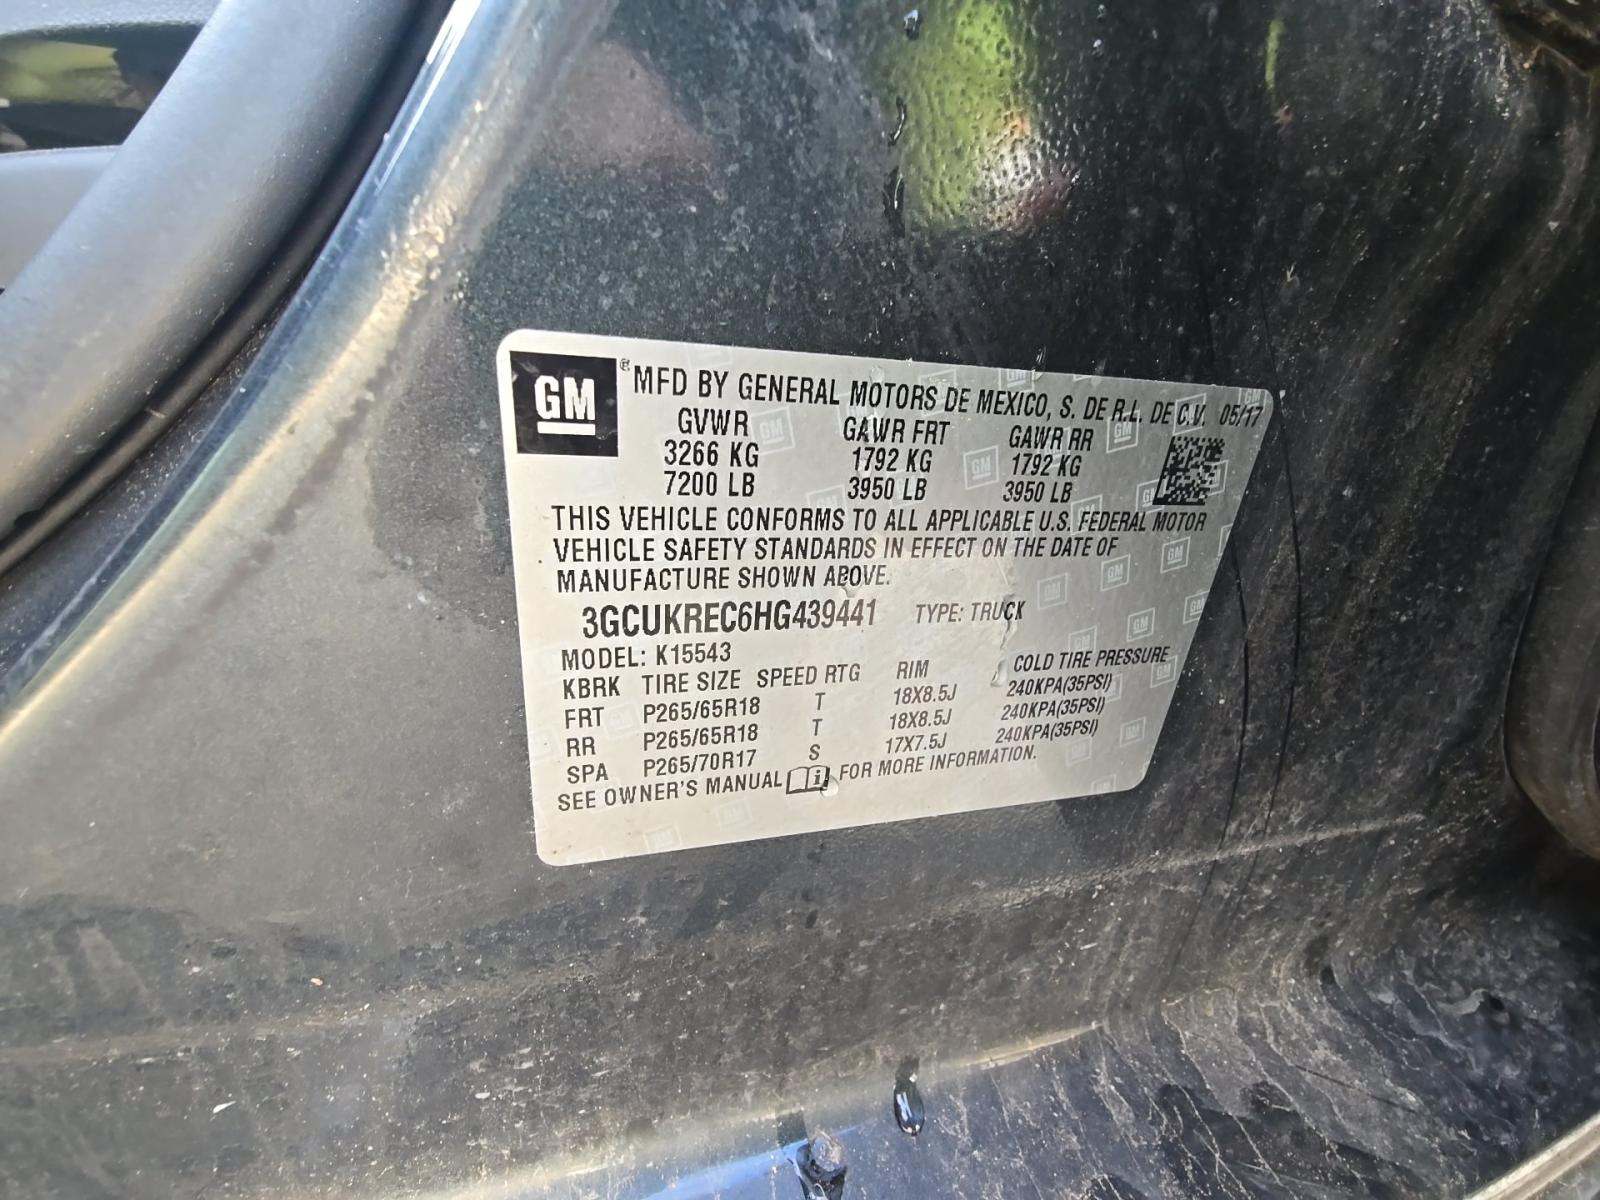 GM ® MFD BY GENERAL MOTORS DE MEXICO, S. DE R.L. DE C.V. 05/17
GVWR GAWR FRT GAWR RR
3266 KG 1792 KG 1792 KG
7200 LB 3950 LB 3950 LB
THIS VEHICLE CONFORMS TO ALL APPLICABLE U.S. FEDERAL MOTOR
VEHICLE SAFETY STANDARDS IN EFFECT ON THE DATE OF
MANUFACTURE SHOWN ABOVE.
3GCUKREC6HG439441 TYPE: TRUCK
MODEL: K15543
KBRK TIRE SIZE SPEED RTG RIM COLD TIRE PRESSURE
FRT P265/65R18 T 18X8.5J 240KPA(35PSI)
RR P265/65R18 T 18X8.5J 240KPA(35PSI)
SPA P265/70R17 S 17X7.5J 240KPA(35PSI)
SEE OWNER'S MANUAL i FOR MORE INFORMATION.